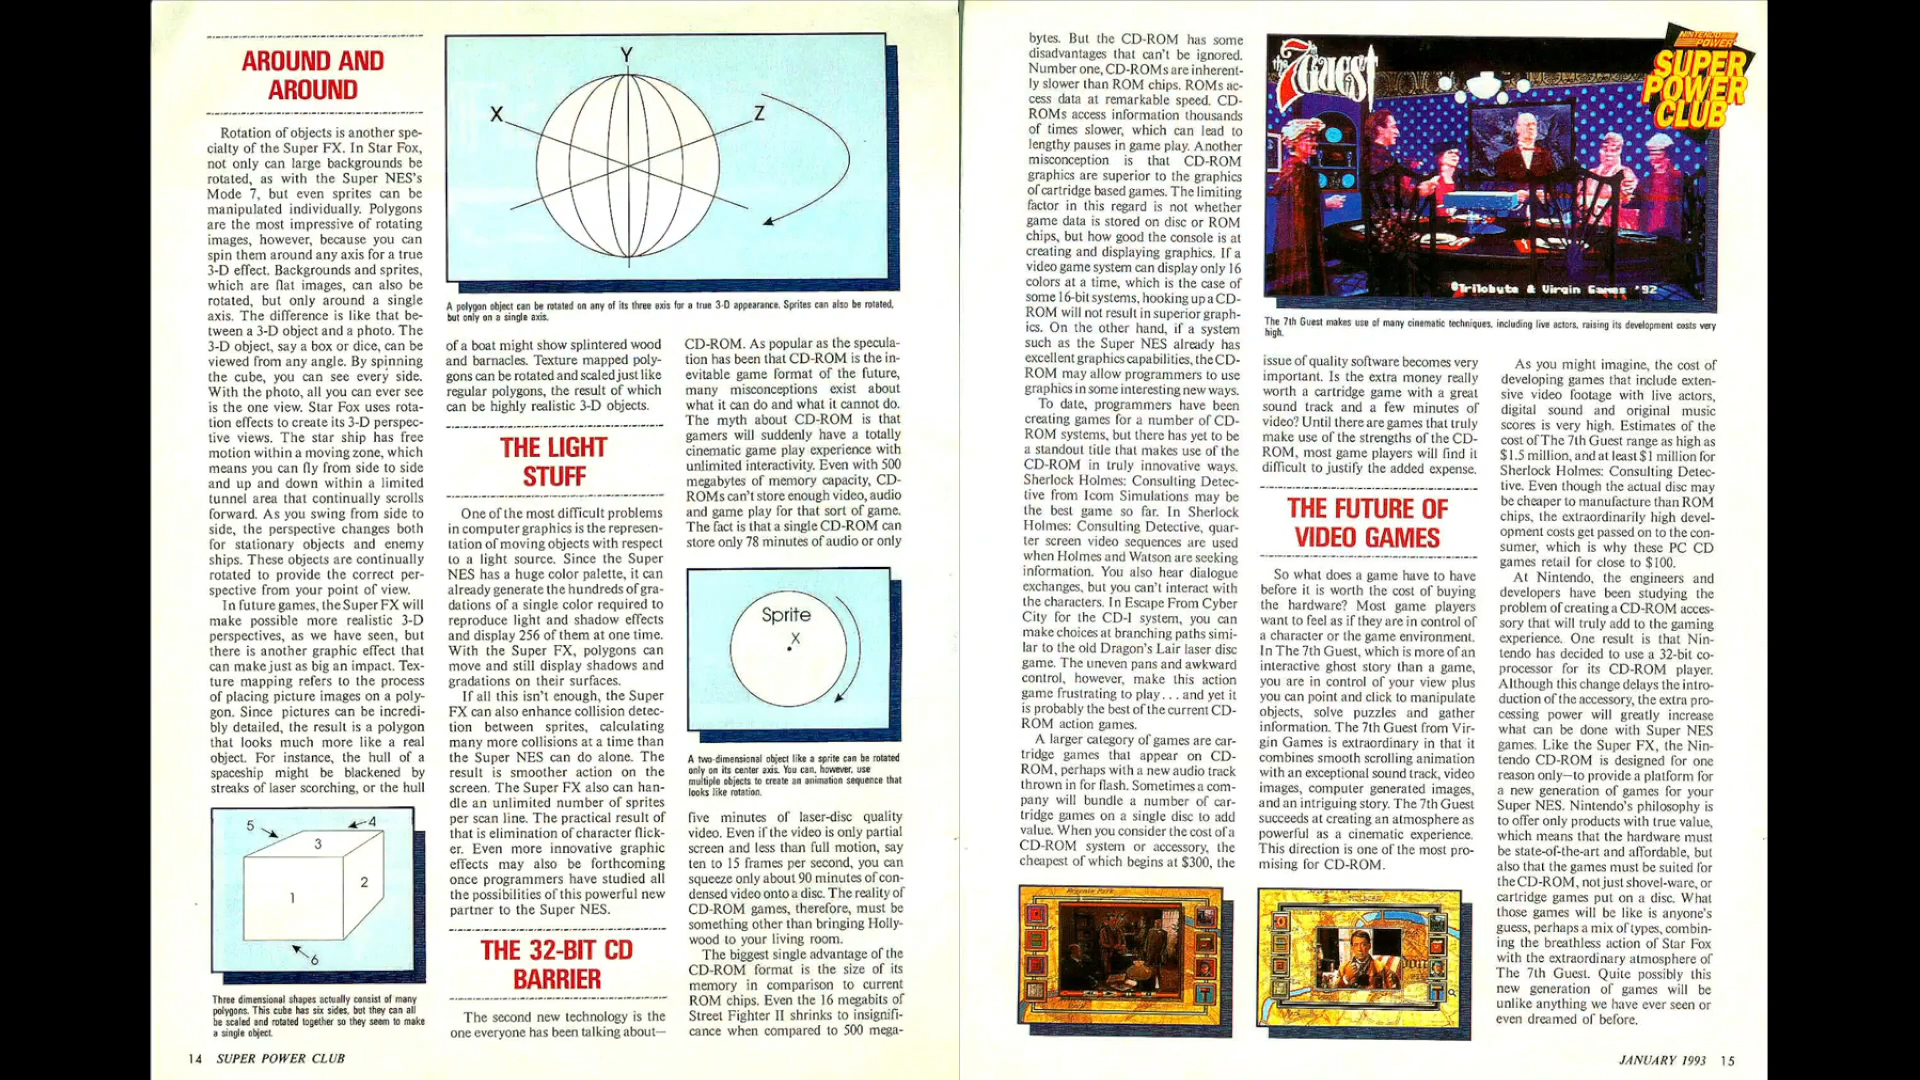 AROUND AND
AROUND
Rotation of objects is another spe-
cialty of the Super FX. In Star Fox,
not only can large backgrounds be
rotated, as with the Super NES's
Mode 7, but even sprites can be
manipulated individually. Polygons
are the most impressive of rotating
images, however, because you can
spin them around any axis for a true
3-D effect. Backgrounds and sprites,
which are flat images, can also be
rotated, but only around a single
axis. The difference is like that be-
tween a 3-D object and a photo. The
3-D object, say a box or dice, can be
viewed from any angle. By spinning
the cube, you can see every side.
With the photo, all you can ever see
is the one view. Star Fox uses rota-
tion effects to create its 3-D perspec-
tive views. The star ship has free
motion within a moving zone, which
means you can fly from side to side
and up and down within a limited
tunnel area that continually scrolls
forward. As you swing from side to
side, the perspective changes both
for stationary objects and enemy
ships. These objects are continually
rotated to provide the correct per-
spective from your point of view.
In future games, the Super FX will
make possible more realistic 3-D
perspectives, as we have seen, but
there is another graphic effect that
can make just as big an impact. Tex-
ture mapping refers to the process
of placing picture images on a poly-
gon. Since pictures can be incredi-
bly detailed, the result is a polygon
that looks much more like a real
object. For instance, the hull of a
spaceship might be blackened by
streaks of laser scorching, or the hull
5
4
3
1
2
6
Three dimensional shapes actually consist of many
polygons. This cube has six sides, but they can all
be scaled and rotated together so they seem to make
a single object.
Y
X
Z
A polygon object can be rotated on any of its three axis for a true 3-D appearance. Sprites can also be rotated,
but only on a single axis.
of a boat might show splintered wood
and barnacles. Texture mapped poly-
gons can be rotated and scaled just like
regular polygons, the result of which
can be highly realistic 3-D objects.
THE LIGHT
STUFF
One of the most difficult problems
in computer graphics is the represen-
tation of moving objects with respect
to a light source. Since the Super
NES has a huge color palette, it can
already generate the hundreds of gra-
dations of a single color required to
reproduce light and shadow effects
and display 256 of them at one time.
With the Super FX, polygons can
move and still display shadows and
gradations on their surfaces.
If all this isn't enough, the Super
FX can also enhance collision detec-
tion between sprites, calculating
many more collisions at a time than
the Super NES can do alone. The
result is smoother action on the
screen. The Super FX also can han-
dle an unlimited number of sprites
per scan line. The practical result of
that is elimination of character flick-
er. Even more innovative graphic
effects may also be forthcoming
once programmers have studied all
the possibilities of this powerful new
partner to the Super NES.
THE 32-BIT CD
BARRIER
The second new technology is the
one everyone has been talking about—
CD-ROM. As popular as the specula-
tion has been that CD-ROM is the in-
evitable game format of the future,
many misconceptions exist about
what it can do and what it cannot do.
The myth about CD-ROM is that
gamers will suddenly have a totally
cinematic game play experience with
unlimited interactivity. Even with 500
megabytes of memory capacity, CD-
ROMs can't store enough video, audio
and game play for that sort of game.
The fact is that a single CD-ROM can
store only 78 minutes of audio or only
Sprite
X
A two-dimensional object like a sprite can be rotated
only on its center axis. You can, however, use
multiple objects to create an animation sequence that
looks like rotation.
five minutes of laser-disc quality
video. Even if the video is only partial
screen and less than full motion, say
ten to 15 frames per second, you can
squeeze only about 90 minutes of con-
densed video onto a disc. The reality of
CD-ROM games, therefore, must be
something other than bringing Holly-
wood to your living room.
The biggest single advantage of the
CD-ROM format is the size of its
memory in comparison to current
ROM chips. Even the 16 megabits of
Street Fighter II shrinks to insignifi-
cance when compared to 500 mega-
14 SUPER POWER CLUB
bytes. But the CD-ROM has some
disadvantages that can't be ignored.
Number one, CD-ROMs are inherent-
ly slower than ROM chips. ROMs ac-
cess data at remarkable speed. CD-
ROMs access information thousands
of times slower, which can lead to
lengthy pauses in game play. Another
misconception is that CD-ROM
graphics are superior to the graphics
of cartridge based games. The limiting
factor in this regard is not whether
game data is stored on disc or ROM
chips, but how good the console is at
creating and displaying graphics. If a
video game system can display only 16
colors at a time, which is the case of
some 16-bit systems, hooking up a CD-
ROM will not result in superior graph-
ics. On the other hand, if a system
such as the Super NES already has
excellent graphics capabilities, the CD-
ROM may allow programmers to use
graphics in some interesting new ways.
To date, programmers have been
creating games for a number of CD-
ROM systems, but there has yet to be
a standout title that makes use of the
CD-ROM in truly innovative ways.
Sherlock Holmes: Consulting Detec-
tive from Icom Simulations may be
the best game so far. In Sherlock
Holmes: Consulting Detective, quar-
ter screen video sequences are used
when Holmes and Watson are seeking
information. You also hear dialogue
exchanges, but you can't interact with
the characters. In Escape From Cyber
City for the CD-I system, you can
make choices at branching paths simi-
lar to the old Dragon's Lair laser disc
game. The uneven pans and awkward
control, however, make this action
game frustrating to play...and yet it
is probably the best of the current CD-
ROM action games.
A larger category of games are car-
tridge games that appear on CD-
ROM, perhaps with a new audio track
thrown in for flash. Sometimes a com-
pany will bundle a number of car-
tridge games on a single disc to add
value. When you consider the cost of a
CD-ROM system or accessory, the
cheapest of which begins at $300, the
the 7th Guest
NINTENDO POWER
SUPER
POWER
CLUB
©Trilobyte & Virgin Games '92
The 7th Guest makes use of many cinematic techniques, including live actors, raising its development costs very
high.
issue of quality software becomes very
important. Is the extra money really
worth a cartridge game with a great
sound track and a few minutes of
video? Until there are games that truly
make use of the strengths of the CD-
ROM, most game players will find it
difficult to justify the added expense.
THE FUTURE OF
VIDEO GAMES
So what does a game have to have
before it is worth the cost of buying
the hardware? Most game players
want to feel as if they are in control of
a character or the game environment.
In The 7th Guest, which is more of an
interactive ghost story than a game,
you are in control of your view plus
you can point and click to manipulate
objects, solve puzzles and gather
information. The 7th Guest from Vir-
gin Games is extraordinary in that it
combines smooth scrolling animation
with an exceptional sound track, video
images, computer generated images,
and an intriguing story. The 7th Guest
succeeds at creating an atmosphere as
powerful as a cinematic experience.
This direction is one of the most pro-
mising for CD-ROM.
As you might imagine, the cost of
developing games that include exten-
sive video footage with live actors,
digital sound and original music
scores is very high. Estimates of the
cost of The 7th Guest range as high as
$1.5 million, and at least $1 million for
Sherlock Holmes: Consulting Detec-
tive. Even though the actual disc may
be cheaper to manufacture than ROM
chips, the extraordinarily high devel-
opment costs get passed on to the con-
sumer, which is why these PC CD
games retail for close to $100.
At Nintendo, the engineers and
developers have been studying the
problem of creating a CD-ROM acces-
sory that will truly add to the gaming
experience. One result is that Nin-
tendo has decided to use a 32-bit co-
processor for its CD-ROM player.
Although this change delays the intro-
duction of the accessory, the extra pro-
cessing power will greatly increase
what can be done with Super NES
games. Like the Super FX, the Nin-
tendo CD-ROM is designed for one
reason only—to provide a platform for
a new generation of games for your
Super NES. Nintendo's philosophy is
to offer only products with true value,
which means that the hardware must
be state-of-the-art and affordable, but
also that the games must be suited for
the CD-ROM, not just shovel-ware, or
cartridge games put on a disc. What
those games will be like is anyone's
guess, perhaps a mix of types, combin-
ing the breathless action of Star Fox
with the extraordinary atmosphere of
The 7th Guest. Quite possibly this
new generation of games will be
unlike anything we have ever seen or
even dreamed of before.
JANUARY 1993 15